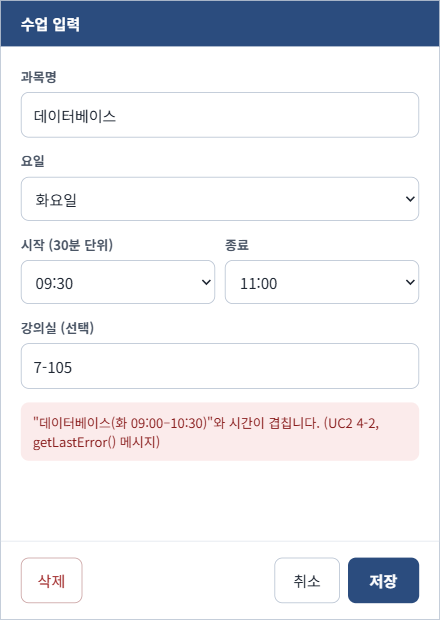 수업 입력
과목명
데이터베이스
요일
화요일
시작 (30분 단위) 종료
09:30 11:00
강의실 (선택)
7-105
"데이터베이스(화 09:00–10:30)"와 시간이 겹칩니다. (UC2 4-2,
getLastError() 메시지)
삭제 취소 저장